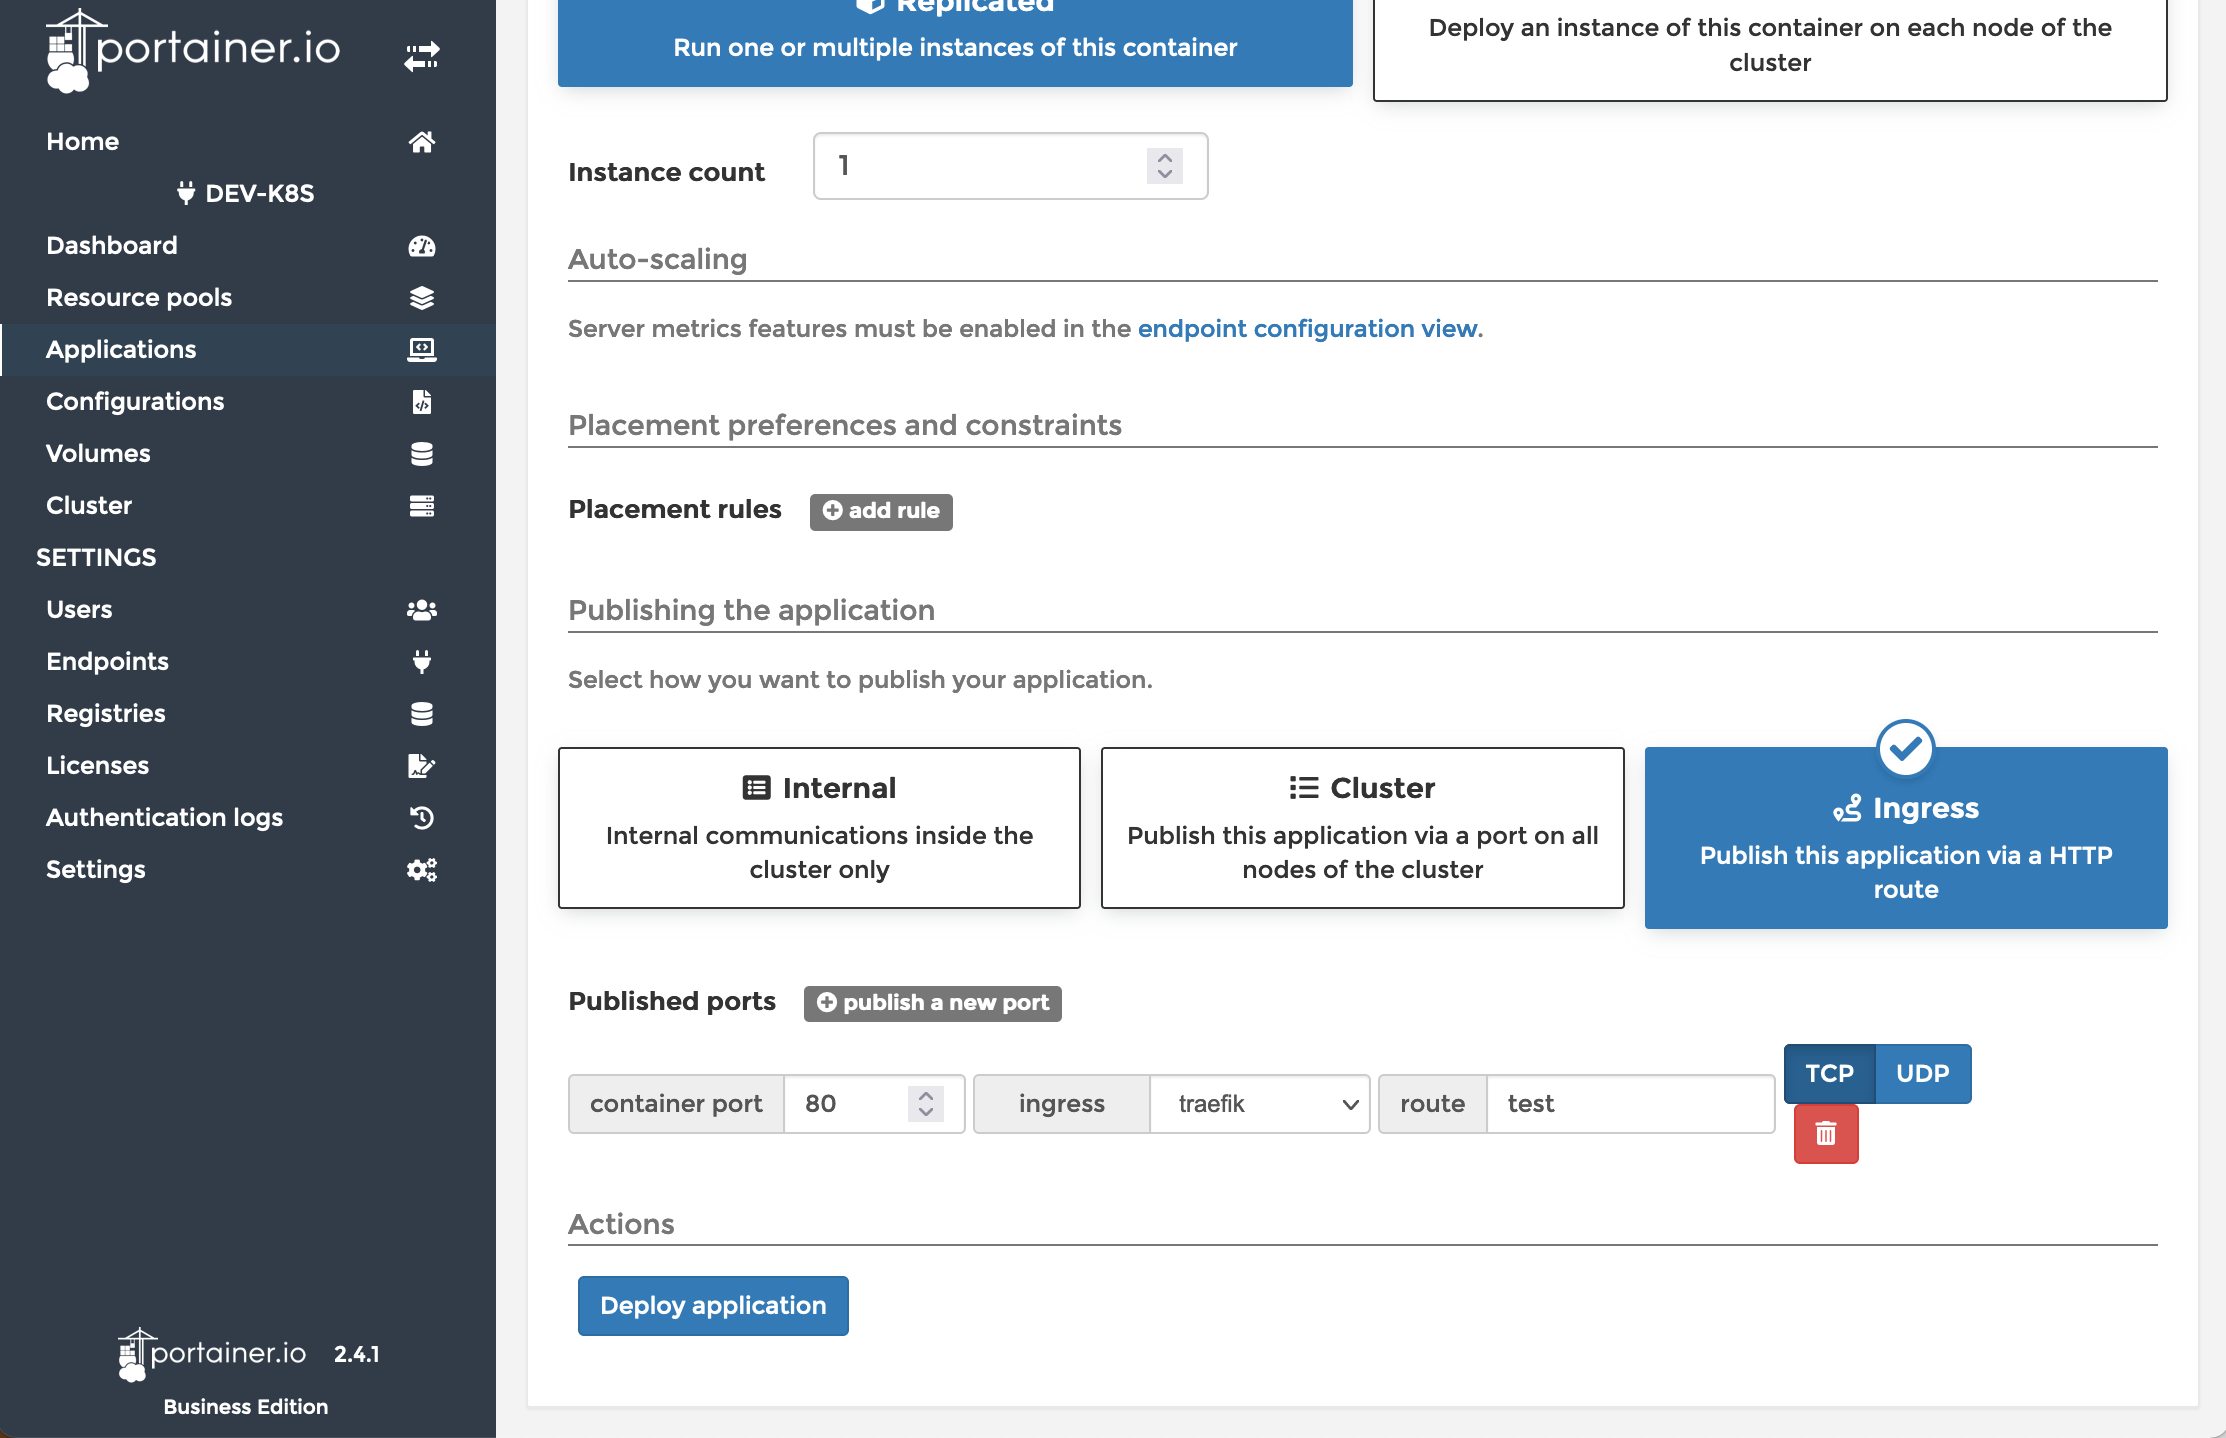 portainer.io
Home
DEV-K8S
Dashboard
Resource pools
Applications
Configurations
Volumes
Cluster
SETTINGS
Users
Endpoints
Registries
Licenses
Authentication logs
Settings
portainer.io 2.4.1
Business Edition
Replicated
Run one or multiple instances of this container
Deploy an instance of this container on each node of the
cluster
Instance count 1
Auto-scaling
Server metrics features must be enabled in the endpoint configuration view.
Placement preferences and constraints
Placement rules add rule
Publishing the application
Select how you want to publish your application.
Internal
Internal communications inside the
cluster only
Cluster
Publish this application via a port on all
nodes of the cluster
Ingress
Publish this application via a HTTP
route
Published ports publish a new port
container port 80 ingress traefik route test TCP UDP
Actions
Deploy application